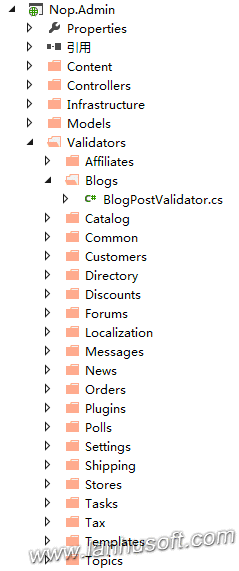 Nop.Admin
Properties
引用
Content
Controllers
Infrastructure
Models
Validators
Affiliates
Blogs
C# BlogPostValidator.cs
Catalog
Common
Customers
Directory
Discounts
Forums
Localization
Messages
News
Orders
Plugins
Polls
Settings
Shipping
Stores
Tasks
Tax
Templates
Topics
www.lanhusoft.com